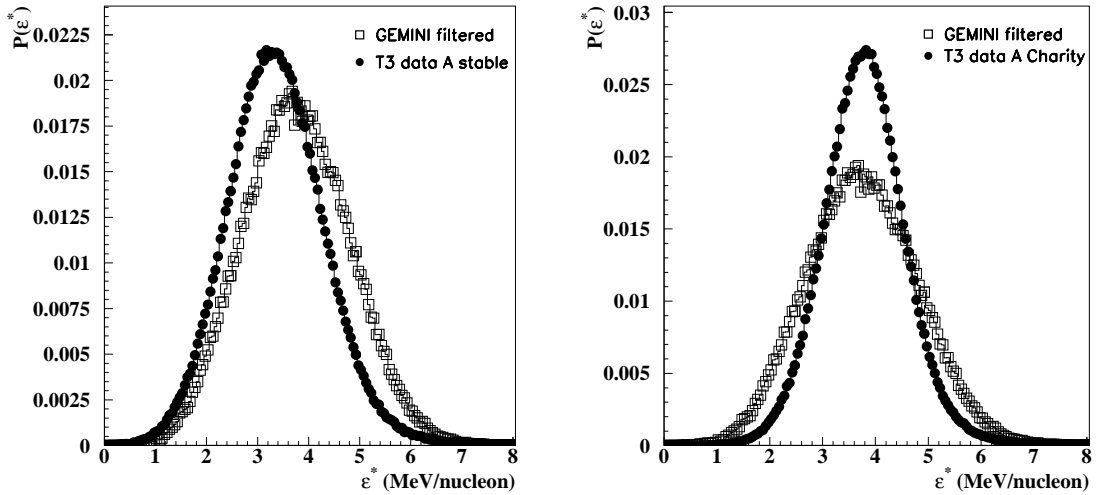 P(ε*)
0.0225
0.02
0.0175
0.015
0.0125
0.01
0.0075
0.005
0.0025
0
GEMINI filtered
T3 data A stable
0 1 2 3 4 5 6 7 8
ε* (MeV/nucleon)
P(ε*)
0.03
0.025
0.02
0.015
0.01
0.005
0
GEMINI filtered
T3 data A Charity
0 1 2 3 4 5 6 7 8
ε* (MeV/nucleon)